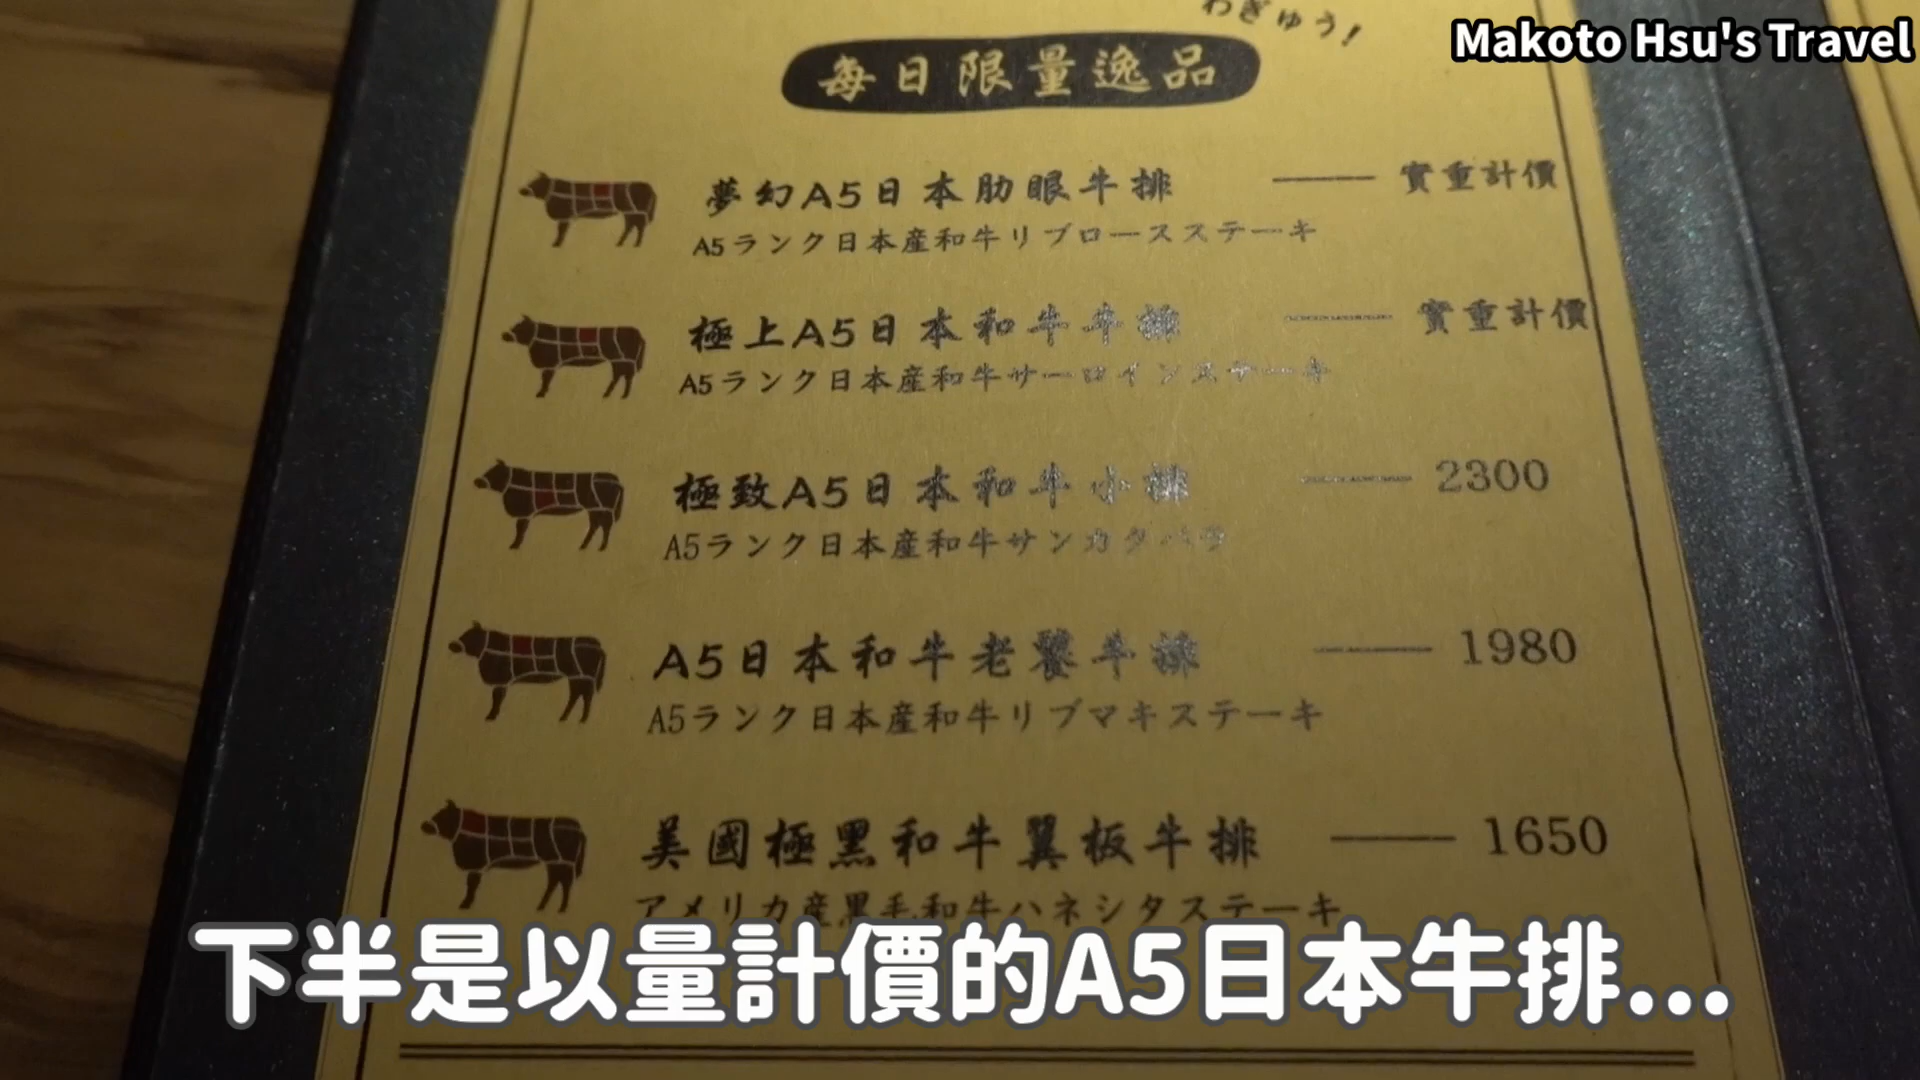 わぎゅう!
Makoto Hsu's Travel
每日限量逸品
夢幻A5日本肋眼牛排 實重計價
A5ランク日本産和牛リブロースステーキ
極上A5日本和牛牛排 實重計價
A5ランク日本産和牛サーロインステーキ
極致A5日本和牛小排 2300
A5ランク日本産和牛サンカクバラ
A5日本和牛老饕牛排 1980
A5ランク日本産和牛リブマキステーキ
美國極黑和牛翼板牛排 1650
アメリカ産黒毛和牛ハネシタステーキ
下半是以量計價的A5日本牛排...